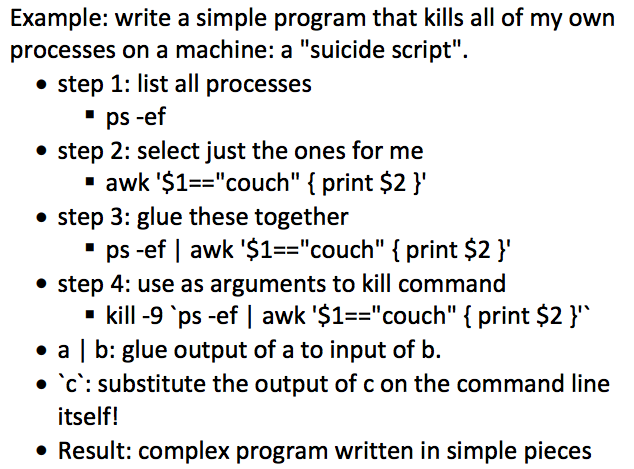 Example: write a simple program that kills all of my own
processes on a machine: a "suicide script".
• step 1: list all processes
▪ ps -ef
• step 2: select just the ones for me
▪ awk '$1=="couch" { print $2 }'
• step 3: glue these together
▪ ps -ef | awk '$1=="couch" { print $2 }'
• step 4: use as arguments to kill command
▪ kill -9 `ps -ef | awk '$1=="couch" { print $2 }'`
• a | b: glue output of a to input of b.
• `c`: substitute the output of c on the command line
itself!
• Result: complex program written in simple pieces